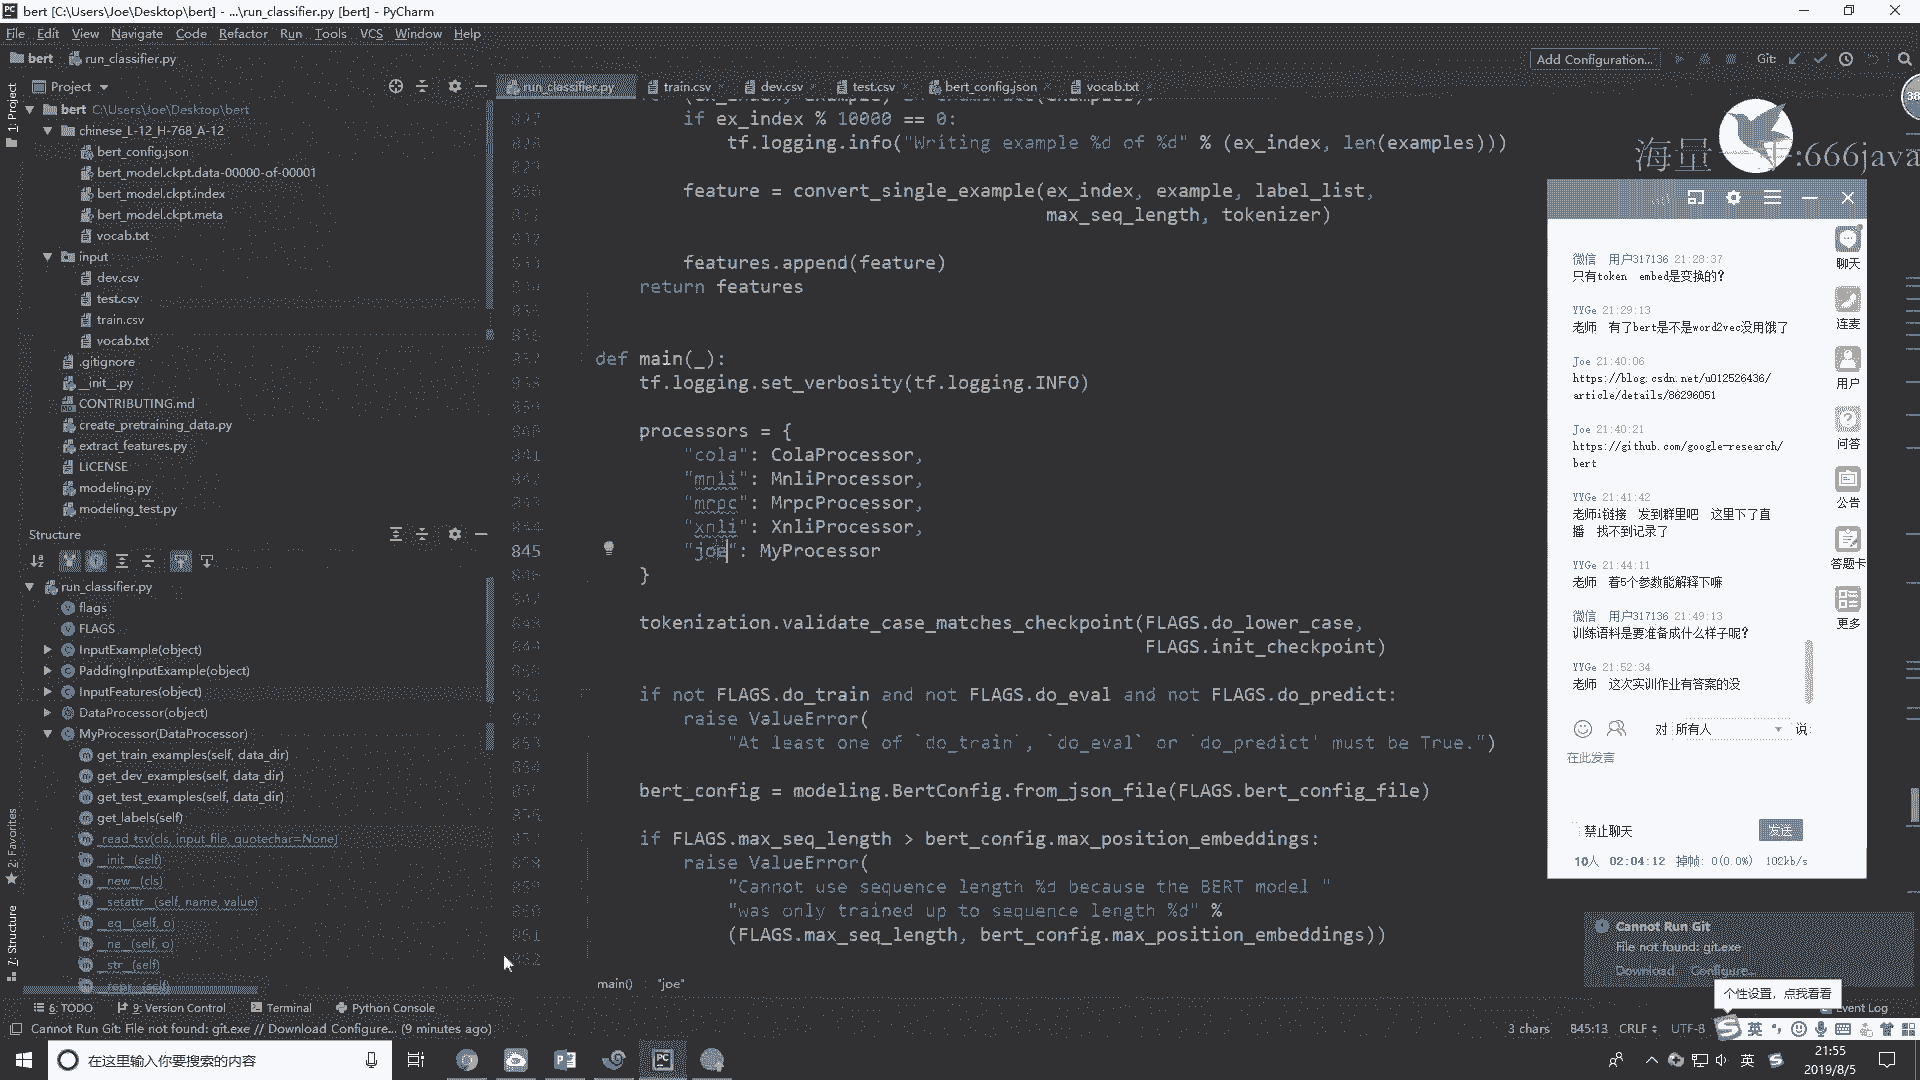 bert [C:\Users\Joe\Desktop\bert] - ...\run_classifier.py [bert] - PyCharm
File Edit View Navigate Code Refactor Run Tools VCS Window Help
bert run_classifier.py
Add Configuration...
Git:
Project
run_classifier.py
train.csv
dev.csv
test.csv
bert_config.json
vocab.txt
1: Project
bert C:\Users\Joe\Desktop\bert
chinese_L-12_H-768_A-12
bert_config.json
bert_model.ckpt.data-00000-of-00001
bert_model.ckpt.index
bert_model.ckpt.meta
vocab.txt
input
dev.csv
test.csv
train.csv
vocab.txt
.gitignore
__init__.py
CONTRIBUTING.md
create_pretraining_data.py
extract_features.py
LICENSE
modeling.py
modeling_test.py
Structure
run_classifier.py
flags
FLAGS
InputExample(object)
PaddingInputExample(object)
InputFeatures(object)
DataProcessor(object)
MyProcessor(DataProcessor)
get_train_examples(self, data_dir)
get_dev_examples(self, data_dir)
get_test_examples(self, data_dir)
get_labels(self)
_read_tsv(cls, input_file, quotechar=None)
__init__(self)
__new__(cls)
__setattr__(self, name, value)
__eq__(self, o)
__ne__(self, o)
__str__(self)
__repr__(self)
2: Favorites
7: Structure
if ex_index % 10000 == 0:
tf.logging.info("Writing example %d of %d" % (ex_index, len(examples)))
feature = convert_single_example(ex_index, example, label_list,
max_seq_length, tokenizer)
features.append(feature)
return features
def main(_):
tf.logging.set_verbosity(tf.logging.INFO)
processors = {
"cola": ColaProcessor,
"mnli": MnliProcessor,
"mrpc": MrpcProcessor,
"xnli": XnliProcessor,
845 "joe": MyProcessor
}
tokenization.validate_case_matches_checkpoint(FLAGS.do_lower_case,
FLAGS.init_checkpoint)
if not FLAGS.do_train and not FLAGS.do_eval and not FLAGS.do_predict:
raise ValueError(
"At least one of `do_train`, `do_eval` or `do_predict' must be True.")
bert_config = modeling.BertConfig.from_json_file(FLAGS.bert_config_file)
if FLAGS.max_seq_length > bert_config.max_position_embeddings:
raise ValueError(
"Cannot use sequence length %d because the BERT model "
"was only trained up to sequence length %d" %
(FLAGS.max_seq_length, bert_config.max_position_embeddings))
main()
"joe"
38
海量
:666java
微信 用户317136 21:28:37
只有token embed是变换的?
YYGe 21:29:13
老师 有了bert是不是word2vec没用饿了
Joe 21:40:06
https://blog.csdn.net/u012526436/
article/details/86296051
Joe 21:40:21
https://github.com/google-research/
bert
YYGe 21:41:42
老师i链接 发到群里吧 这里下了直
播 找不到记录了
YYGe 21:44:11
老师 着5个参数能解释下嘛
微信 用户317136 21:49:13
训练语料是要准备成什么样子呢?
YYGe 21:52:34
老师 这次实训作业有答案的没
聊天
连麦
用户
问答
公告
答题卡
更多
对 所有人 说:
在此发言
禁止聊天
发送
10人 02:04:12 掉帧: 0(0.0%) 102kb/s
Cannot Run Git
File not found: git.exe
Download Configure...
个性设置，点我看看
6: TODO
9: Version Control
Terminal
Python Console
Event Log
Cannot Run Git: File not found: git.exe // Download Configure... (9 minutes ago)
3 chars 845:13 CRLF UTF-8
英
在这里输入你要搜索的内容
英
21:55
2019/8/5